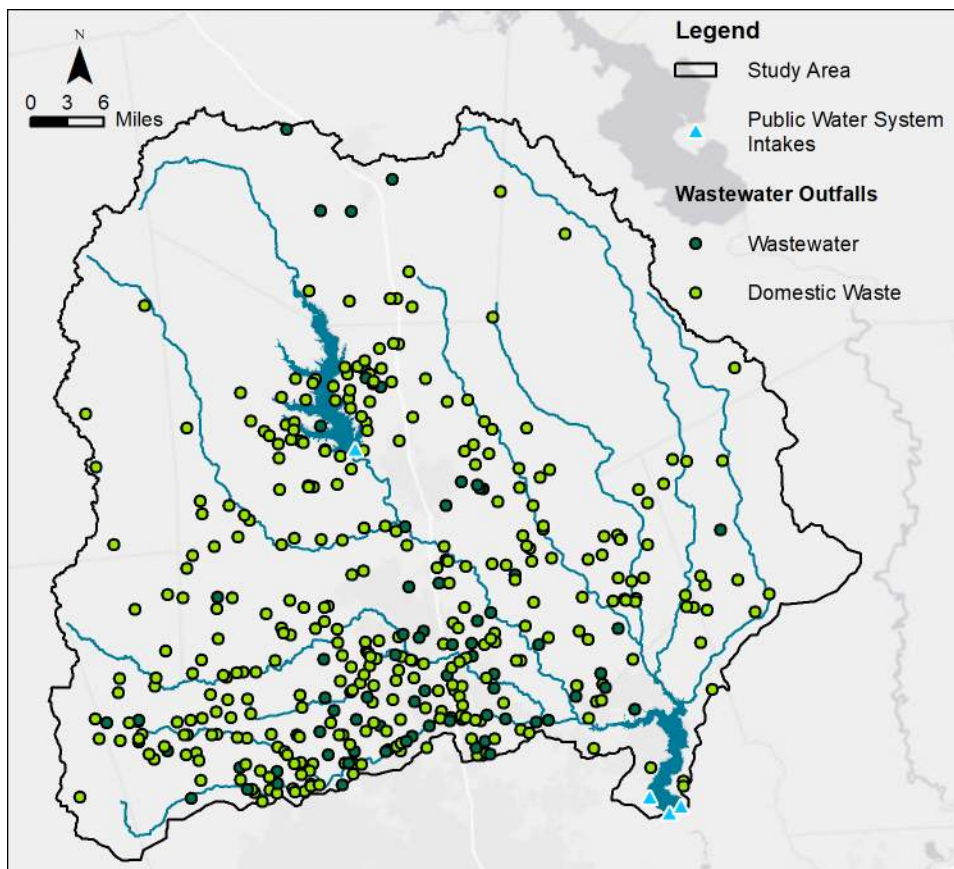 N
0 3 6
Miles
Legend
Study Area
Public Water System
Intakes
Wastewater Outfalls
Wastewater
Domestic Waste